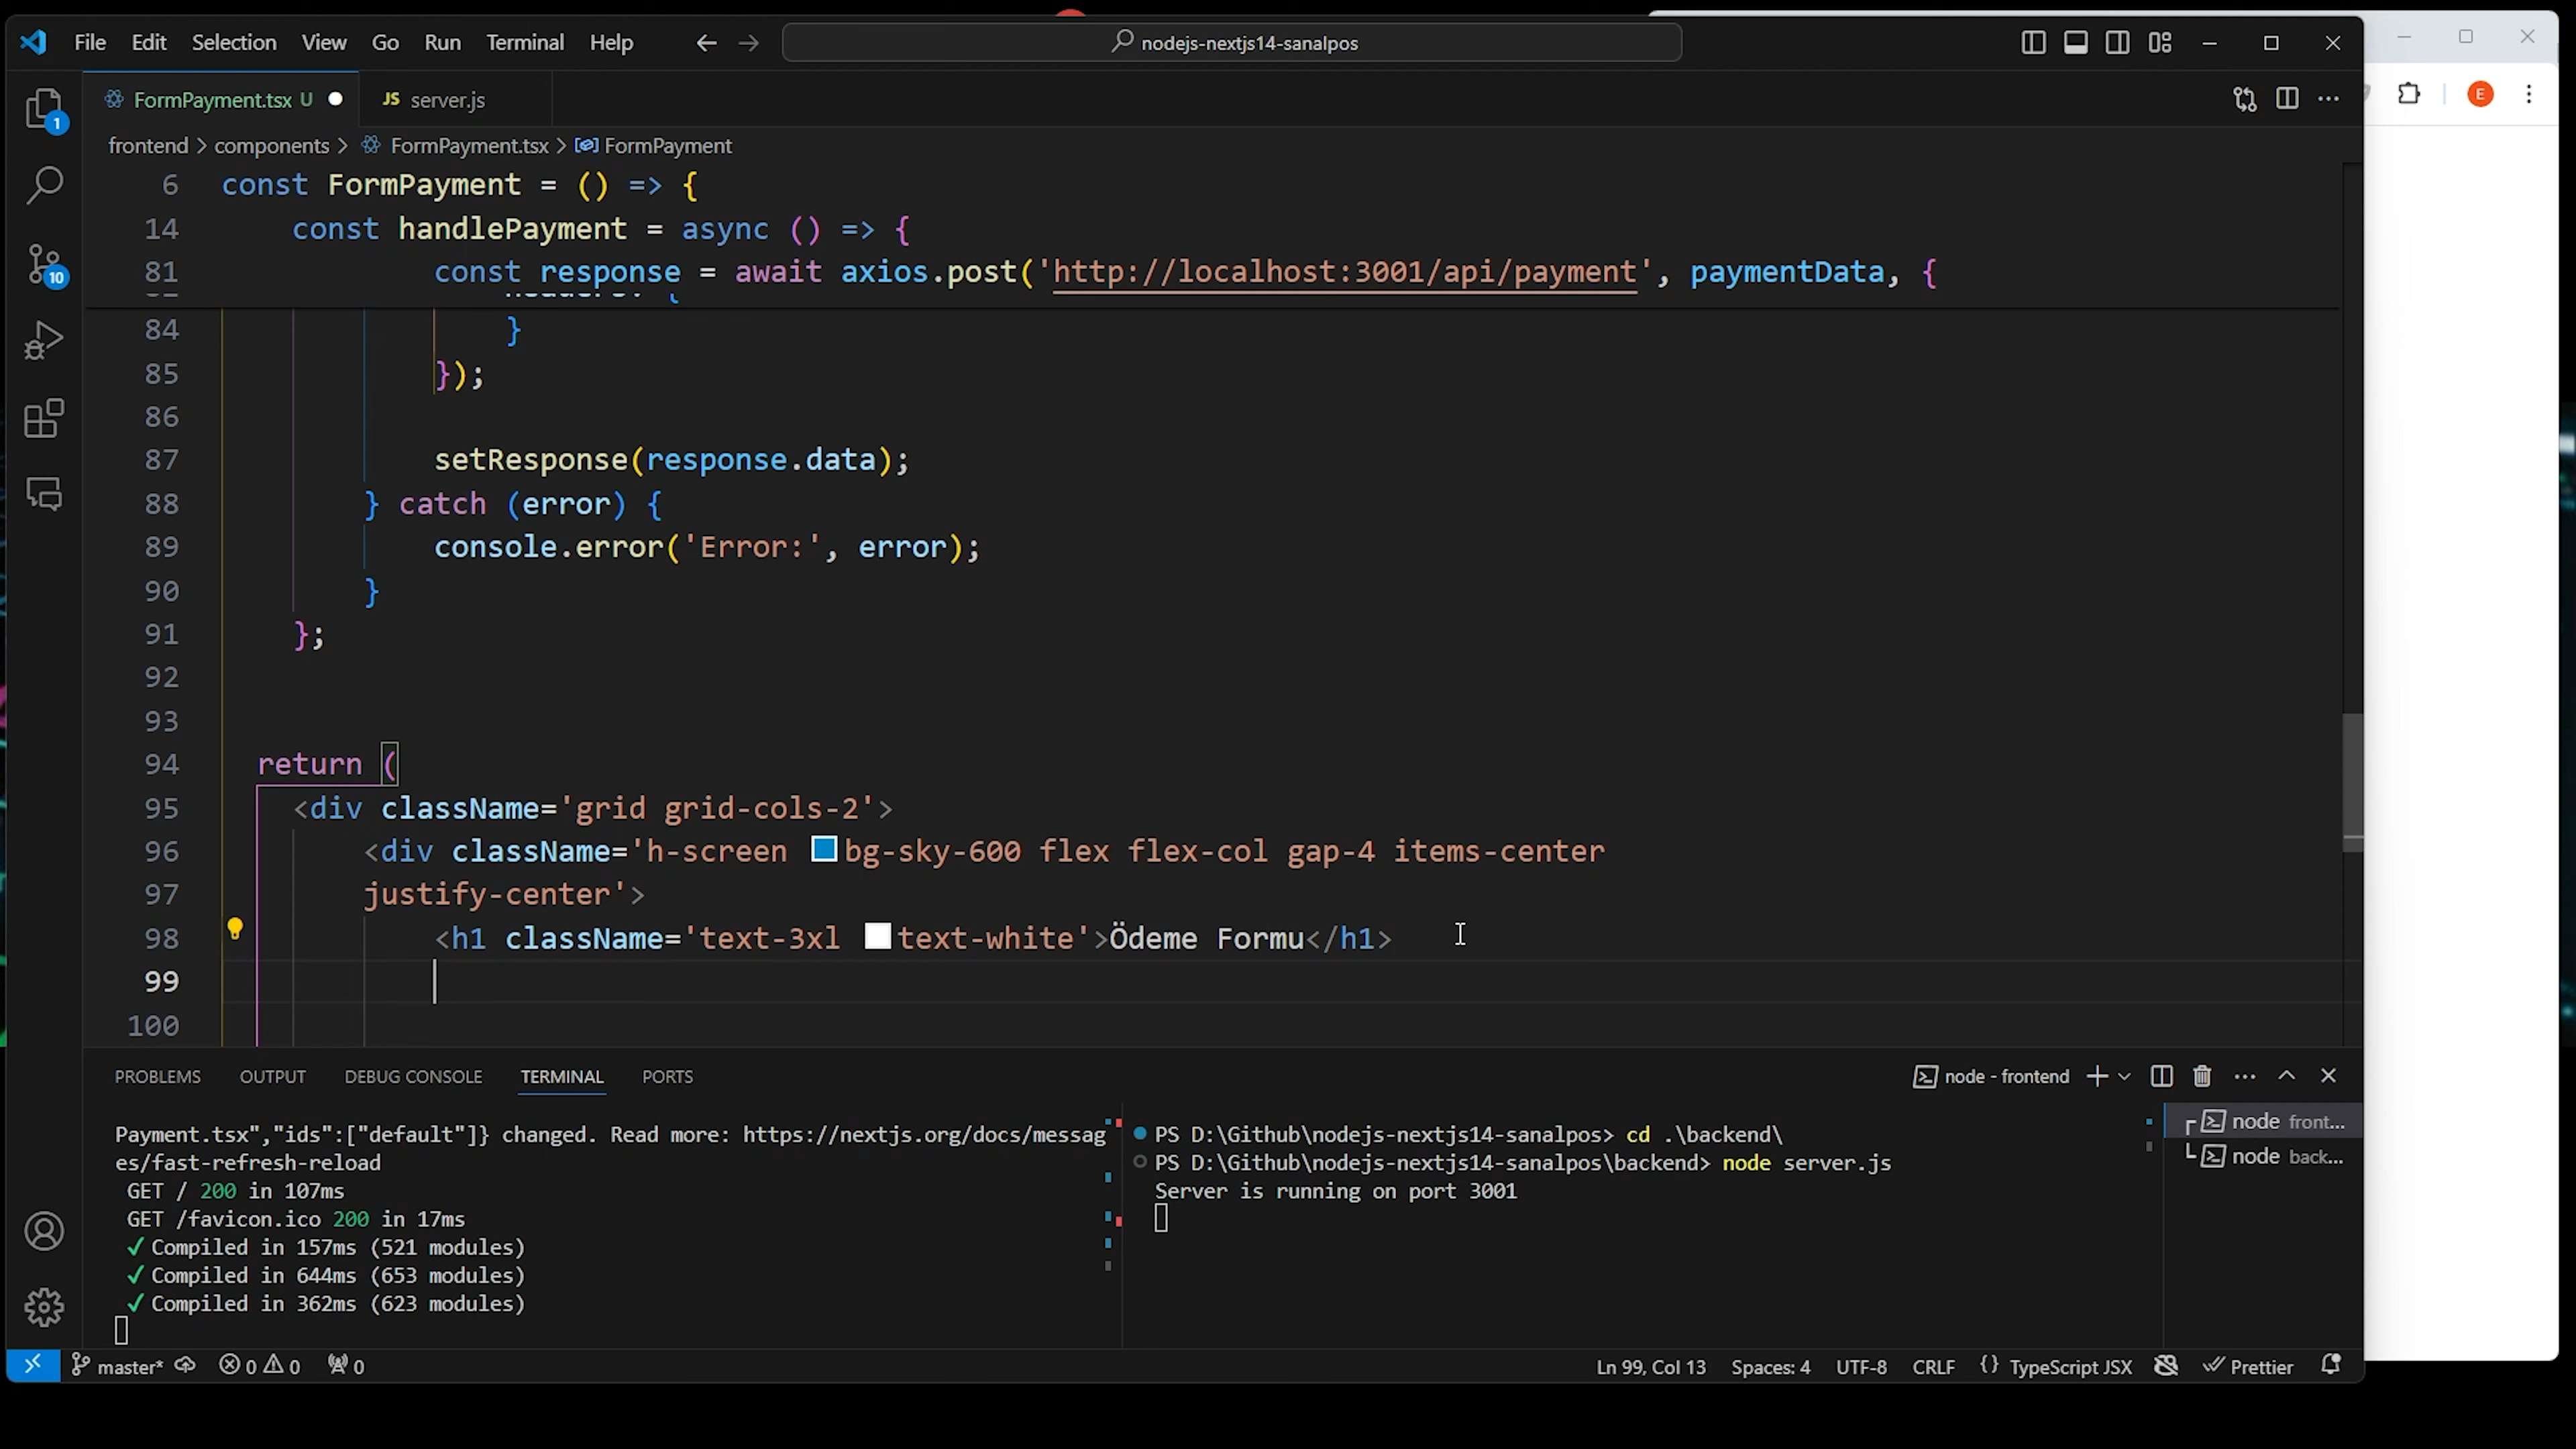 File Edit Selection View Go Run Terminal Help
nodejs-nextjs14-sanalpos
FormPayment.tsx U
JS server.js
frontend > components > FormPayment.tsx > FormPayment
6 const FormPayment = () => {
14 const handlePayment = async () => {
81 const response = await axios.post('http://localhost:3001/api/payment', paymentData, {
84 }
85 });
86
87 setResponse(response.data);
88 } catch (error) {
89 console.error('Error:', error);
90 }
91 };
92
93
94 return (
95 <div className='grid grid-cols-2'>
96 <div className='h-screen bg-sky-600 flex flex-col gap-4 items-center
97 justify-center'>
98 <h1 className='text-3xl text-white'>Ödeme Formu</h1>
99
100
1
10
E
PROBLEMS OUTPUT DEBUG CONSOLE TERMINAL PORTS
node - frontend
Payment.tsx","ids":["default"]} changed. Read more: https://nextjs.org/docs/messag
es/fast-refresh-reload
GET / 200 in 107ms
GET /favicon.ico 200 in 17ms
✓ Compiled in 157ms (521 modules)
✓ Compiled in 644ms (653 modules)
✓ Compiled in 362ms (623 modules)
PS D:\Github\nodejs-nextjs14-sanalpos> cd .\backend\
PS D:\Github\nodejs-nextjs14-sanalpos\backend> node server.js
Server is running on port 3001
node front...
node back...
master* 0 0 0
Ln 99, Col 13 Spaces: 4 UTF-8 CRLF {} TypeScript JSX Prettier